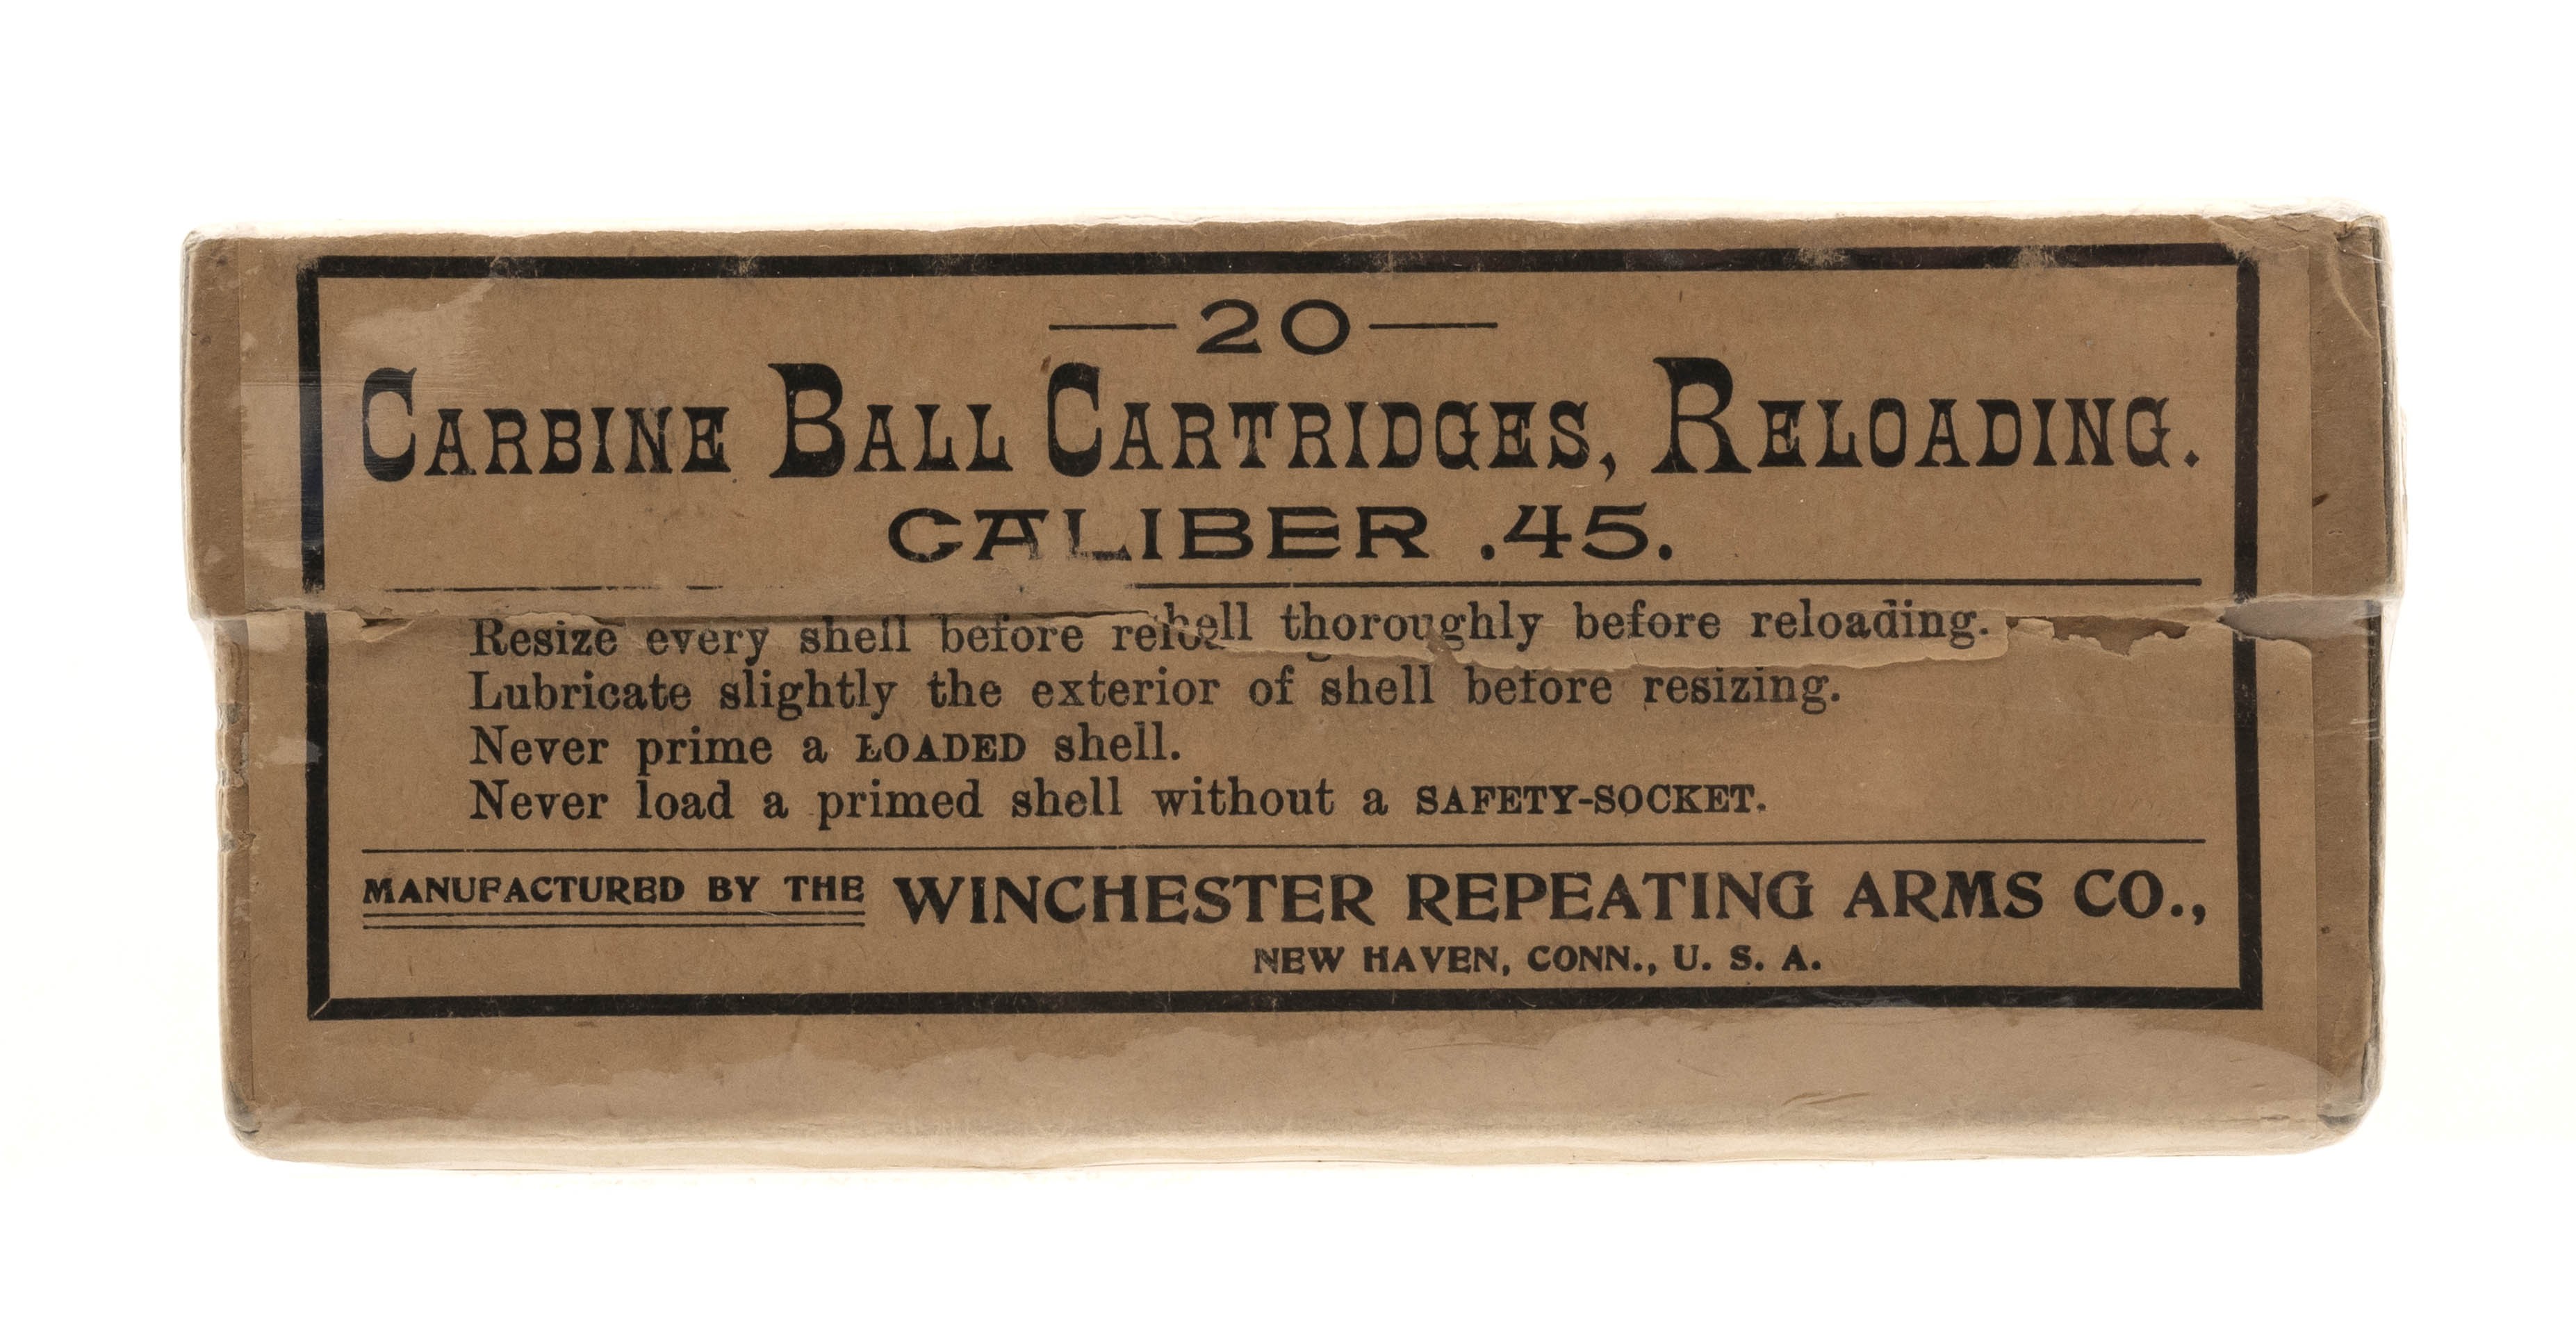 20
CARBINE BALL CARTRIDGES, RELOADING.
CALIBER .45.
hell thoroughly before reloading.
Resize every shell before reloa
Lubricate slightly the exterior of shell before resizing.
Never prime a LOADED shell.
Never load a primed shell without a SAFETY-SOCKET.
MANUFACTURED BY THE WINCHESTER REPEATING ARMS CO.,
NEW HAVEN, CONN., U. S. A.